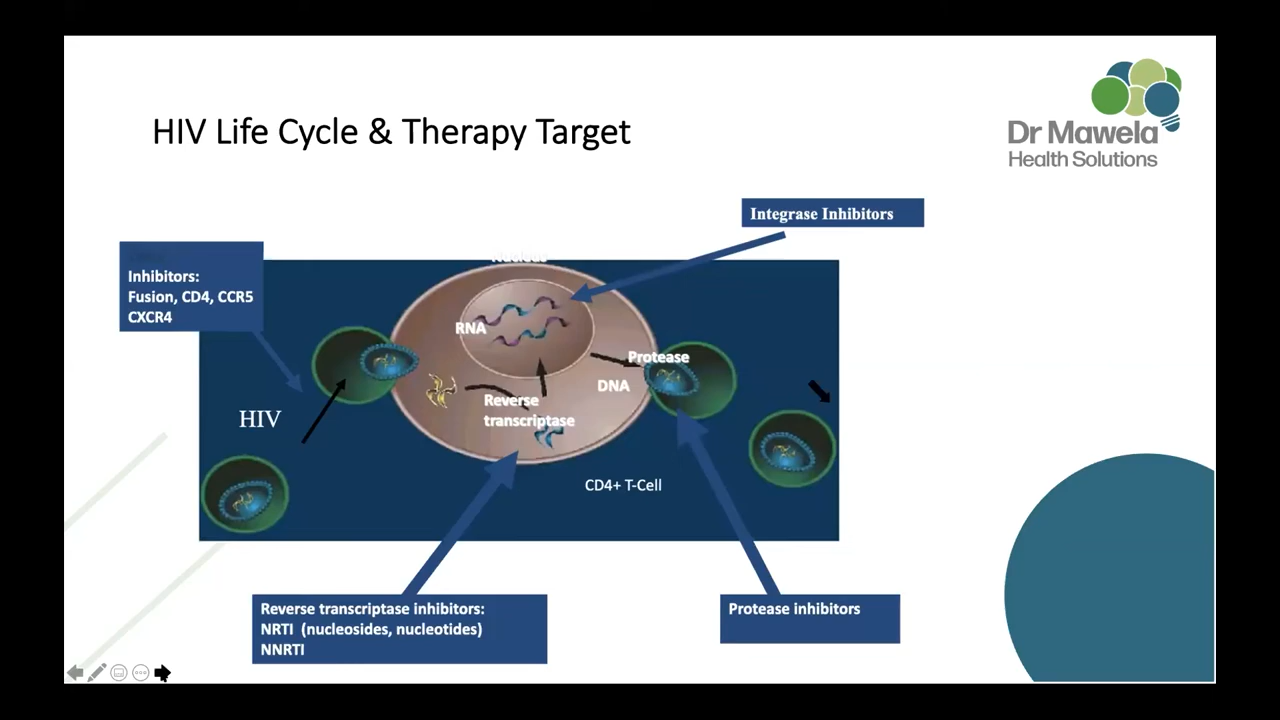 HIV Life Cycle & Therapy Target
Dr Mawela
Health Solutions
Integrase Inhibitors
Inhibitors:
Fusion, CD4, CCR5
CXCR4
Nucleus
RNA
Protease
DNA
Reverse
transcriptase
HIV
CD4+ T-Cell
Reverse transcriptase inhibitors:
NRTI (nucleosides, nucleotides)
NNRTI
Protease inhibitors